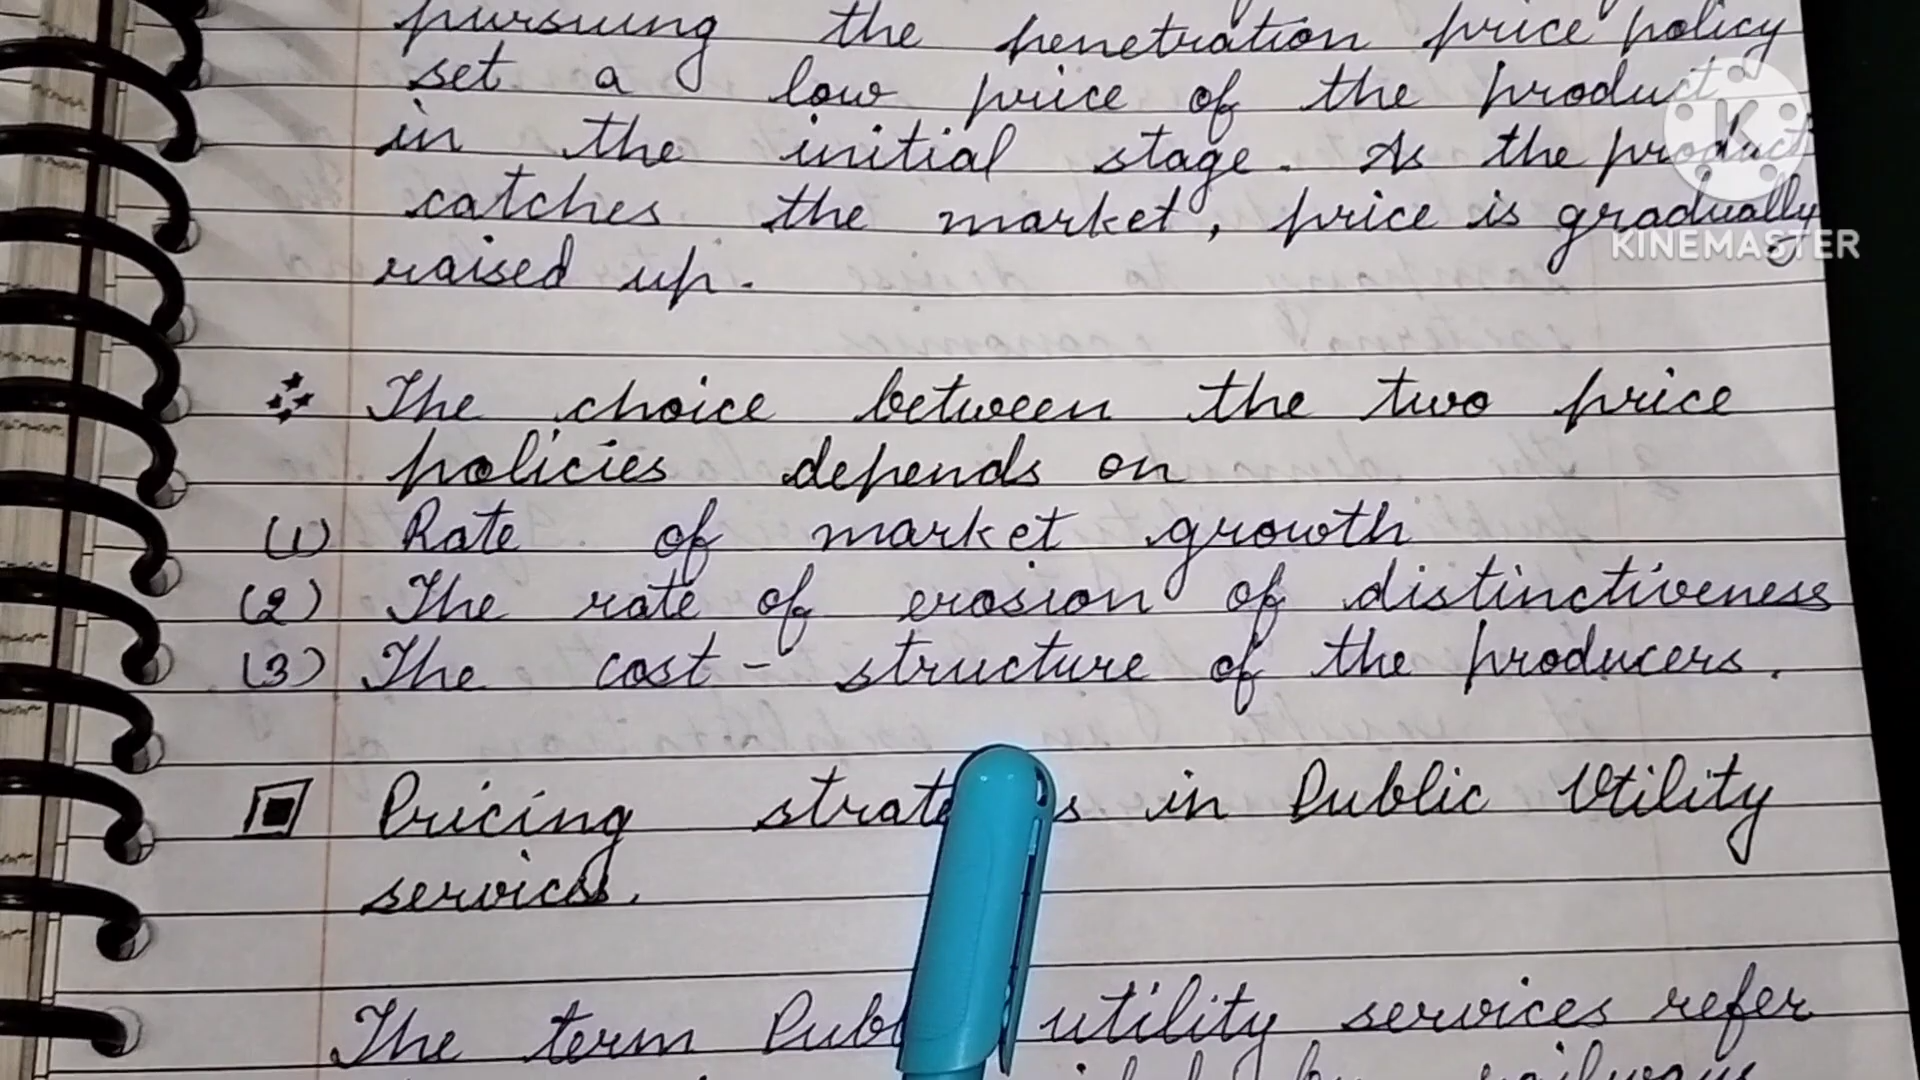 pursuing the penetration price policy
set a low price of the product
in the initial stage. As the product
catches the market, price is gradually
raised up.
The choice between the two price
policies depends on
(1) Rate of market growth
(2) The rate of erosion of distinctiveness
(3) The cost-structure of the producers.
Pricing in Public Utility
services.
The term utility services refer
by railways
K
KINEMASTER